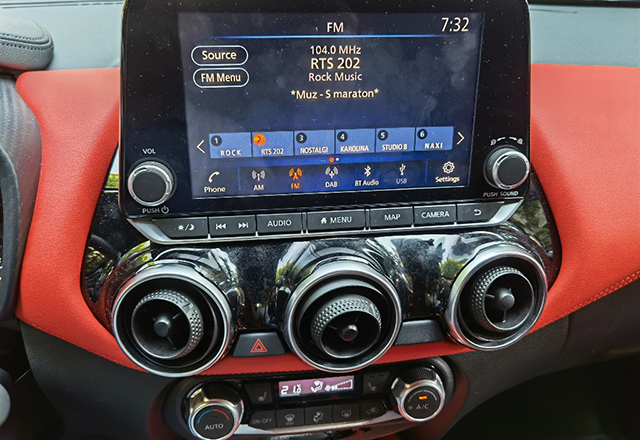 FM
7:32
Source
FM Menu
104.0 MHz
RTS 202
Rock Music
*Muz - S maraton*
1 ROCK
2 RTS 202
3 NOSTALGI
4 KAROLINA
5 STUDIO B
6 NAXI
Phone
AM
FM
DAB
BT Audio
USB
Settings
VOL
PUSH
PUSH SOUND
AUDIO
MENU
MAP
CAMERA
AUTO
ON·OFF
A/C